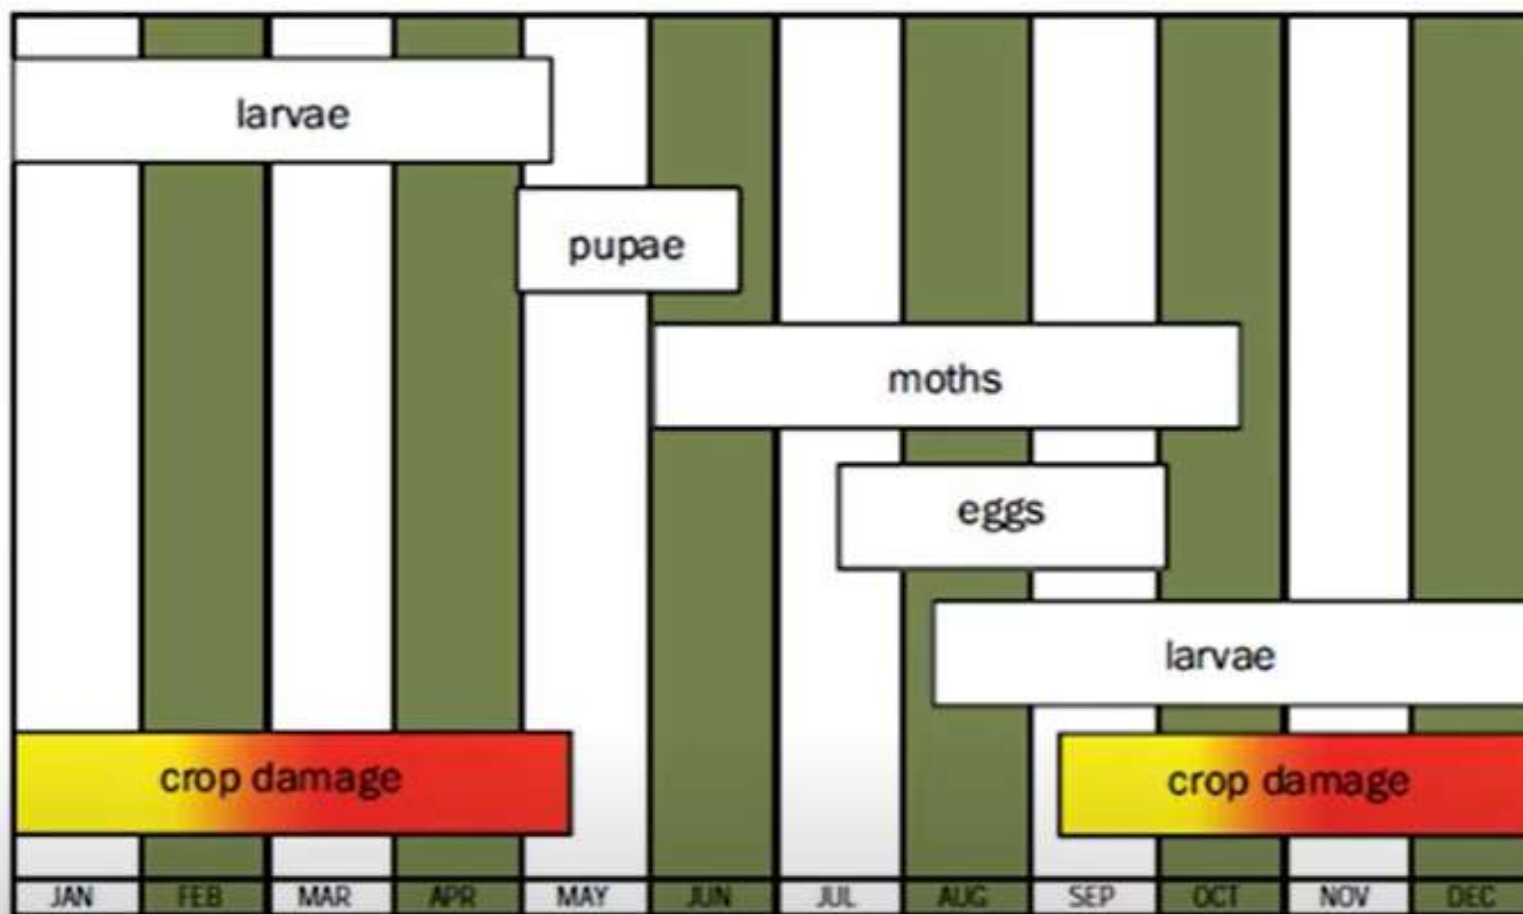 larvae
pupae
moths
eggs
larvae
crop damage crop damage
JAN FEB MAR APR MAY JUN JUL AUG SEP OCT NOV DEC